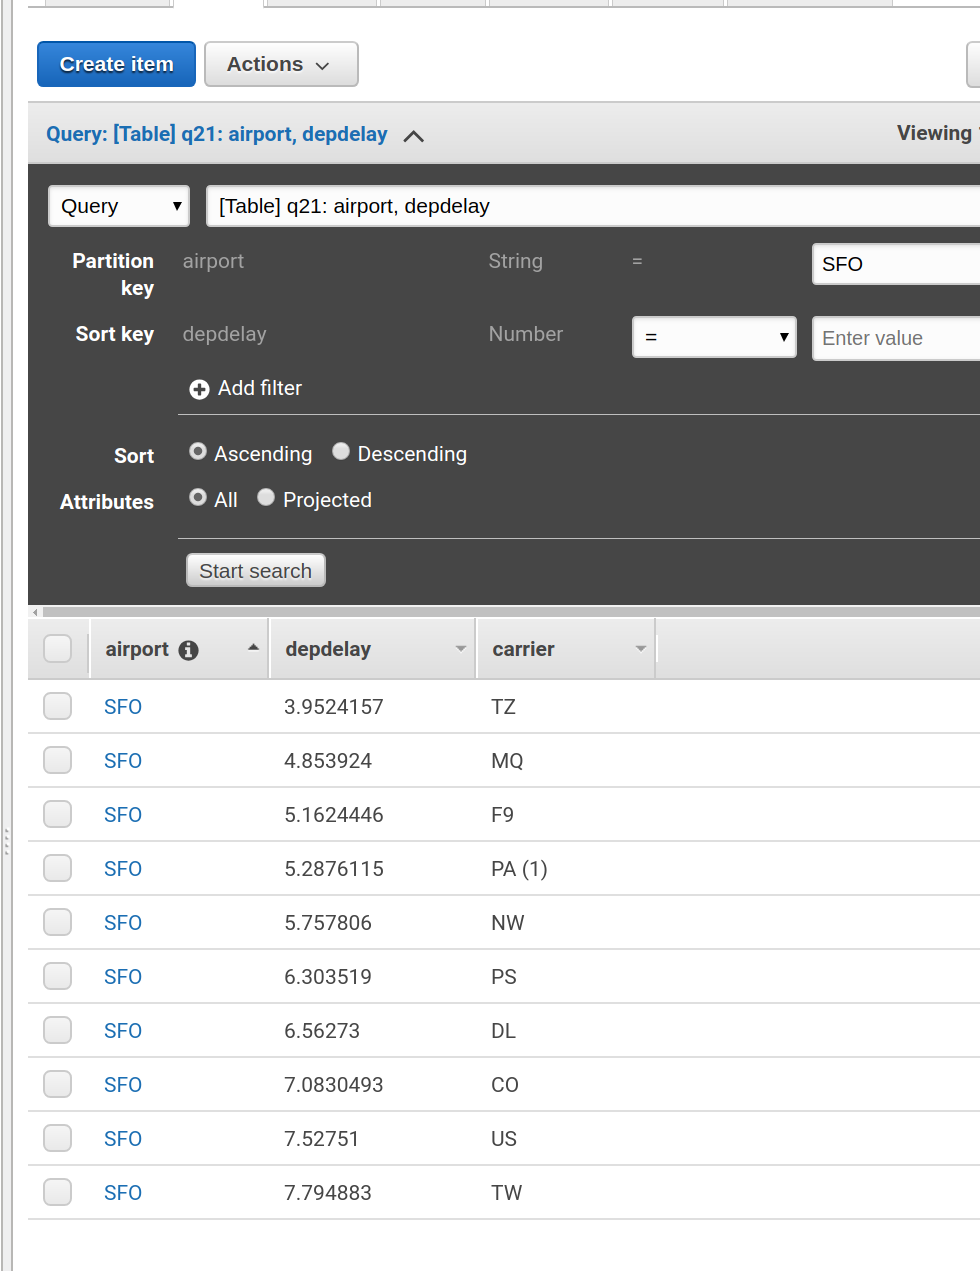 Create item Actions
Query: [Table] q21: airport, depdelay Viewing
Query [Table] q21: airport, depdelay
Partition key airport String = SFO
Sort key depdelay Number = Enter value
Add filter
Sort Ascending Descending
Attributes All Projected
Start search
airport depdelay carrier
SFO 3.9524157 TZ
SFO 4.853924 MQ
SFO 5.1624446 F9
SFO 5.2876115 PA (1)
SFO 5.757806 NW
SFO 6.303519 PS
SFO 6.56273 DL
SFO 7.0830493 CO
SFO 7.52751 US
SFO 7.794883 TW